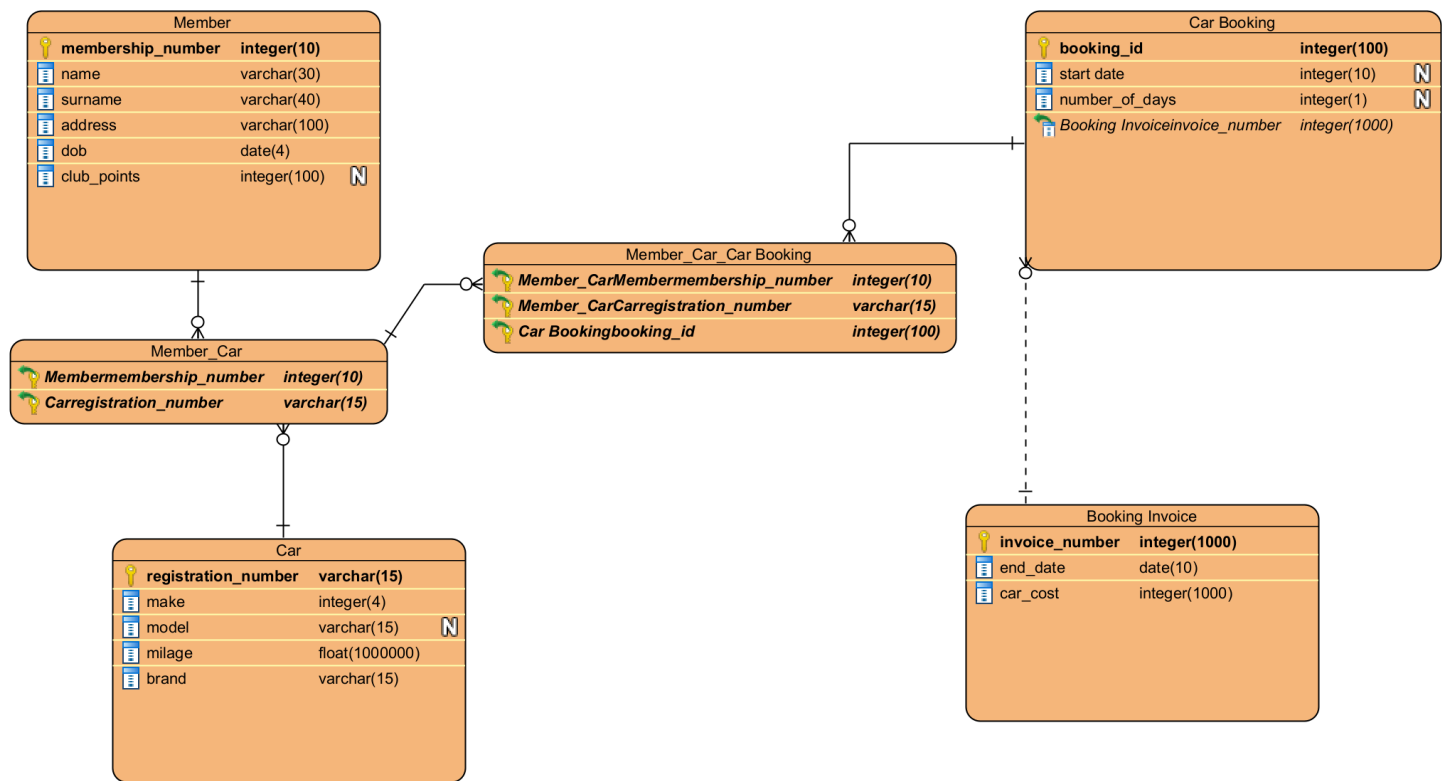 Member
membership_number integer(10)
name varchar(30)
surname varchar(40)
address varchar(100)
dob date(4)
club_points integer(100) N
Car Booking
booking_id integer(100)
start date integer(10) N
number_of_days integer(1) N
Booking Invoiceinvoice_number integer(1000)
Member_Car_Car Booking
Member_CarMembermembership_number integer(10)
Member_CarCarregistration_number varchar(15)
Car Bookingbooking_id integer(100)
Member_Car
Membermembership_number integer(10)
Carregistration_number varchar(15)
Car
registration_number varchar(15)
make integer(4)
model varchar(15) N
milage float(1000000)
brand varchar(15)
Booking Invoice
invoice_number integer(1000)
end_date date(10)
car_cost integer(1000)